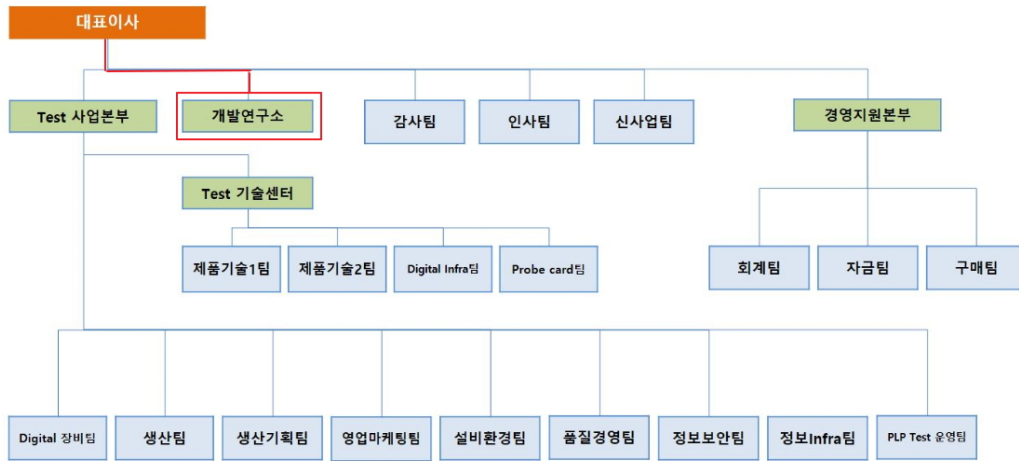 대표이사
Test 사업본부
개발연구소
감사팀
인사팀
신사업팀
경영지원본부
Test 기술센터
제품기술1팀
제품기술2팀
Digital Infra팀
Probe card팀
회계팀
자금팀
구매팀
Digital 장비팀
생산팀
생산기획팀
영업마케팅팀
설비환경팀
품질경영팀
정보보안팀
정보Infra팀
PLP Test 운영팀